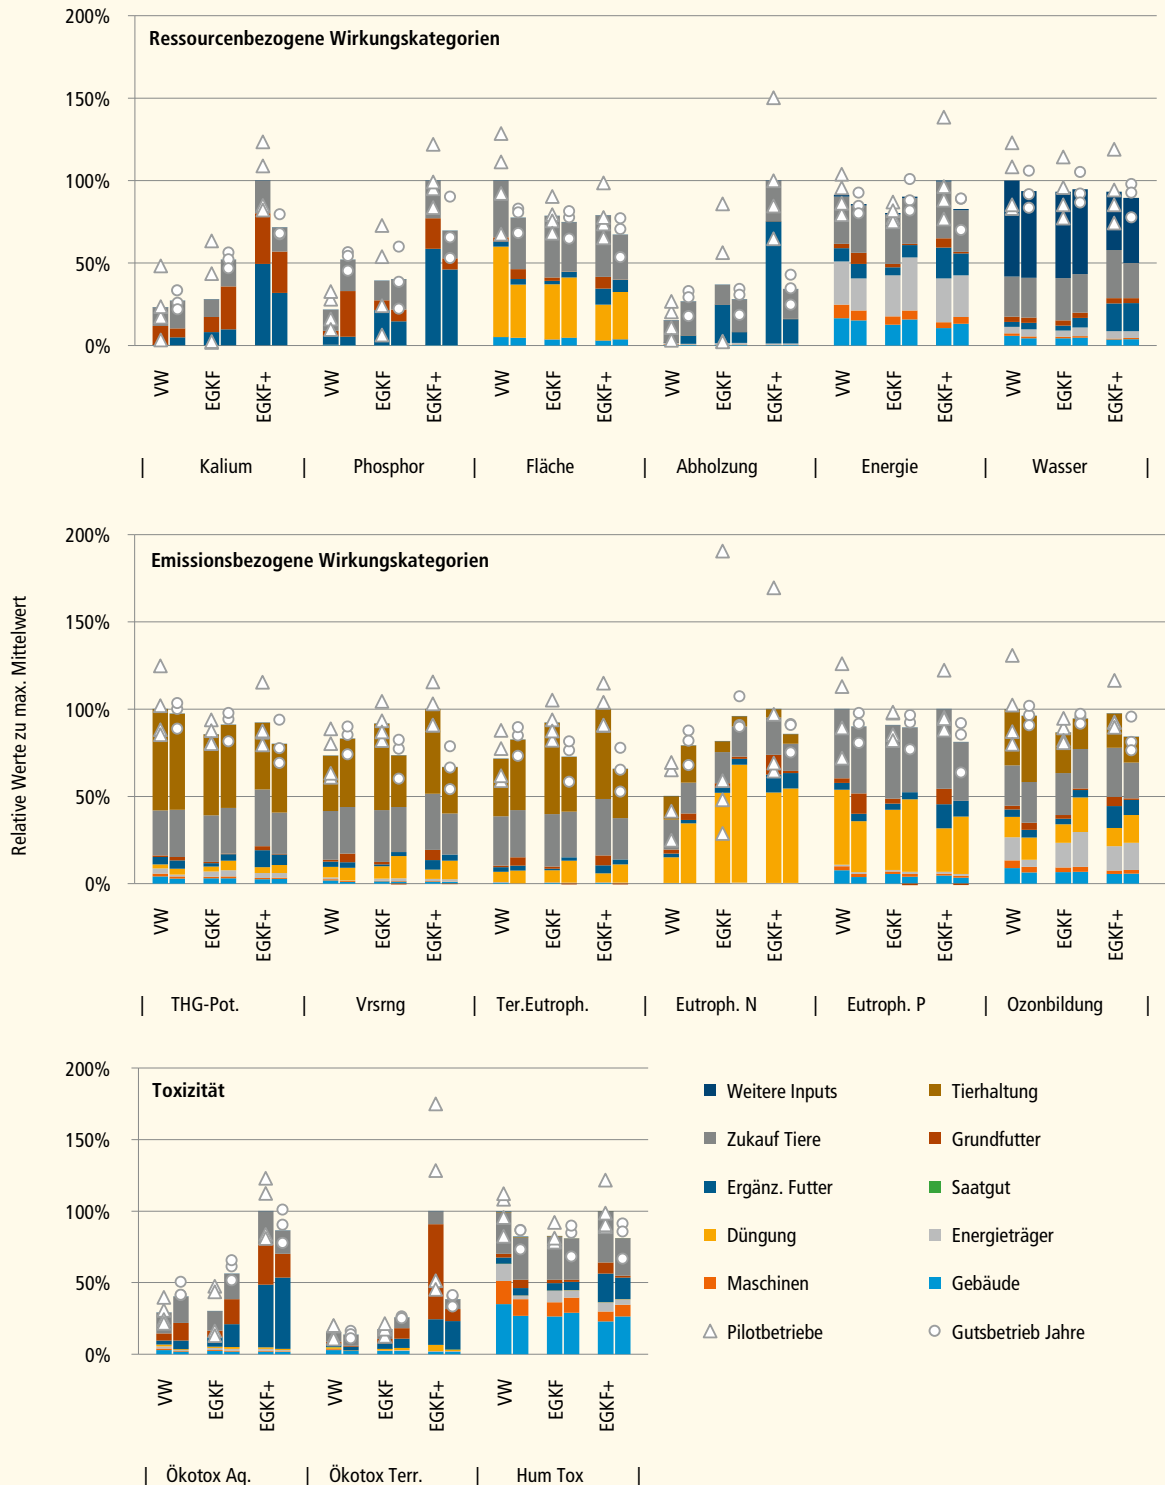 200%
Ressourcenbezogene Wirkungskategorien
150%
100%
50%
0%
VW EGKF EGKF+ VW EGKF EGKF+ VW EGKF EGKF+ VW EGKF EGKF+ VW EGKF EGKF+ VW EGKF EGKF+
| Kalium | Phosphor | Fläche | Abholzung | Energie | Wasser |
Relative Werte zu max. Mittelwert
200%
Emissionsbezogene Wirkungskategorien
150%
100%
50%
0%
VW EGKF EGKF+ VW EGKF EGKF+ VW EGKF EGKF+ VW EGKF EGKF+ VW EGKF EGKF+ VW EGKF EGKF+
| THG-Pot. | Vrsrng | Ter.Eutroph. | Eutroph. N | Eutroph. P | Ozonbildung |
200%
Toxizität
150%
100%
50%
0%
VW EGKF EGKF+ VW EGKF EGKF+ VW EGKF EGKF+
| Ökotox Aq. | Ökotox Terr. | Hum Tox |
Weitere Inputs Tierhaltung
Zukauf Tiere Grundfutter
Ergänz. Futter Saatgut
Düngung Energieträger
Maschinen Gebäude
Pilotbetriebe Gutsbetrieb Jahre